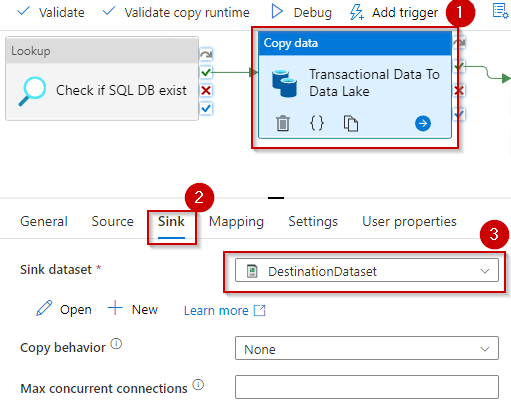 Validate Validate copy runtime Debug Add trigger 1
Lookup
Check if SQL DB exist
Copy data
Transactional Data To
Data Lake
{}
2
General Source Sink Mapping Settings User properties
3
Sink dataset *
DestinationDataset
Open New Learn more
Copy behavior
None
Max concurrent connections